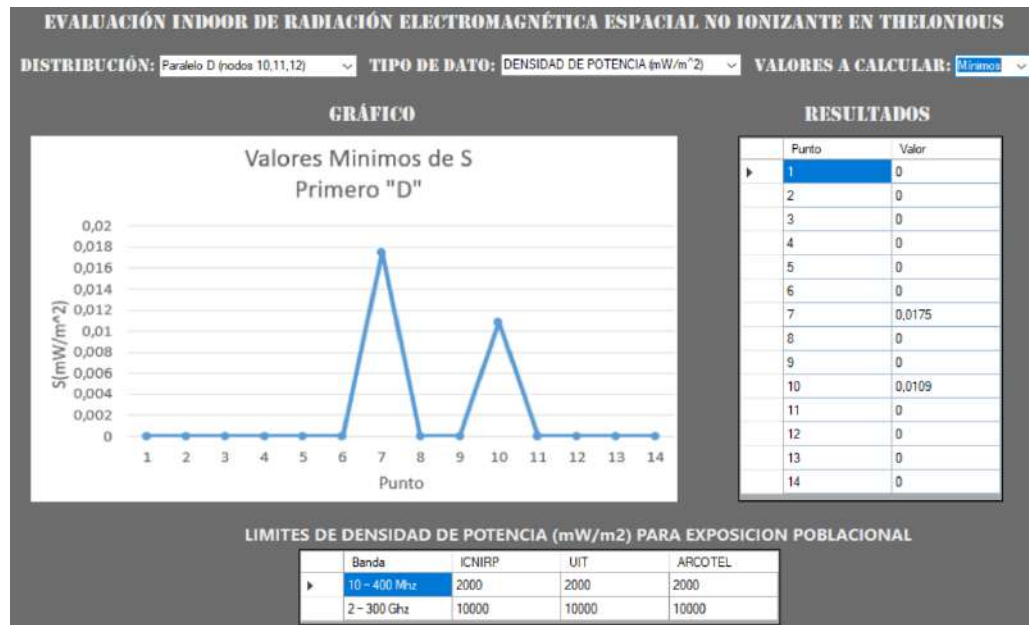 EVALUACIÓN INDOOR DE RADIACIÓN ELECTROMAGNÉTICA ESPACIAL NO IONIZANTE EN THELONIOUS
DISTRIBUCIÓN: Paralelo D (nodos 10,11,12) TIPO DE DATO: DENSIDAD DE POTENCIA (mW/m^2) VALORES A CALCULAR: Minimos
GRÁFICO
Valores Minimos de S
Primero "D"
0,02
0,018
0,016
0,014
0,012
0,01
0,008
0,006
0,004
0,002
0
S(mW/m^2)
1 2 3 4 5 6 7 8 9 10 11 12 13 14
Punto
RESULTADOS
Punto Valor
1 0
2 0
3 0
4 0
5 0
6 0
7 0,0175
8 0
9 0
10 0,0109
11 0
12 0
13 0
14 0
LIMITES DE DENSIDAD DE POTENCIA (mW/m2) PARA EXPOSICION POBLACIONAL
Banda ICNIRP UIT ARCOTEL
10 – 400 Mhz 2000 2000 2000
2 – 300 Ghz 10000 10000 10000